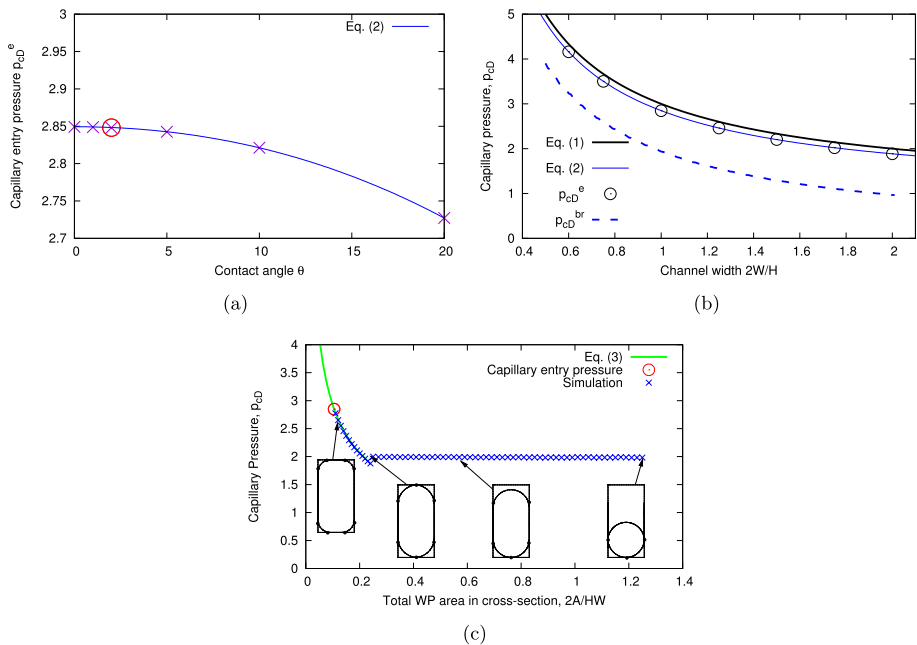 3
2.95
2.9
2.85
2.8
2.75
2.7
0 5 10 15 20
Capillary entry pressure p_cD^e
Contact angle θ
Eq. (2)
(a)
5
4
3
2
1
0
0.4 0.6 0.8 1 1.2 1.4 1.6 1.8 2
Capillary pressure, p_cD
Channel width 2W/H
Eq. (1)
Eq. (2)
p_cD^e
p_cD^br
(b)
4
3.5
3
2.5
2
1.5
1
0.5
0
0 0.2 0.4 0.6 0.8 1 1.2 1.4
Capillary Pressure, p_cD
Total WP area in cross-section, 2A/HW
Eq. (3)
Capillary entry pressure
Simulation
(c)